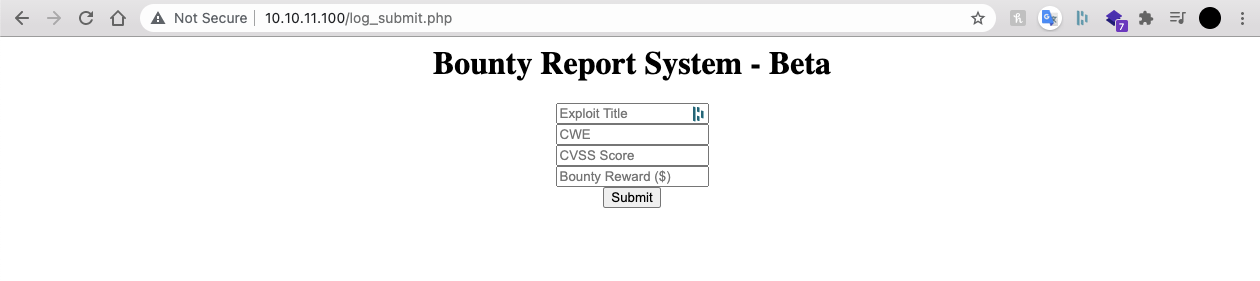 Not Secure 10.10.11.100/log_submit.php
7
Bounty Report System - Beta
Exploit Title
CWE
CVSS Score
Bounty Reward ($)
Submit